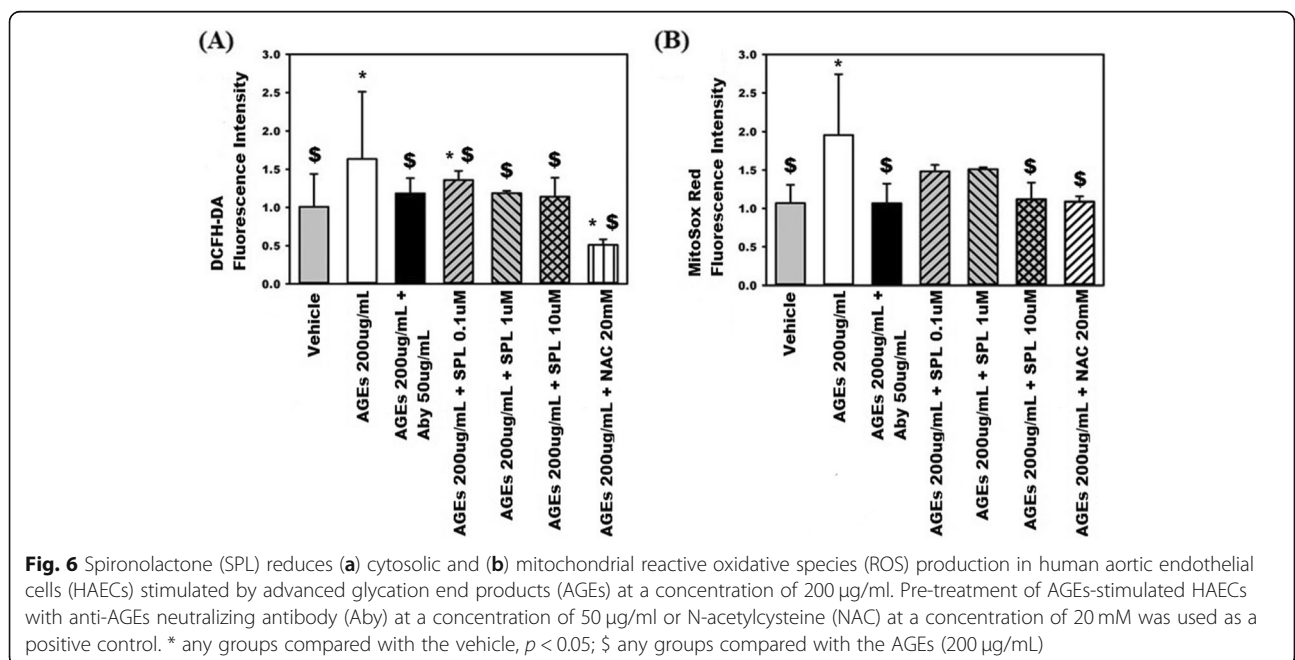 (A)
3.0
2.5
2.0
1.5
1.0
0.5
0.0
DCFH-DA
Fluorescence Intensity
$
*
$
* $
$
$
* $
Vehicle
AGEs 200ug/mL
AGEs 200ug/mL +
Aby 50ug/mL
AGEs 200ug/mL + SPL 0.1uM
AGEs 200ug/mL + SPL 1uM
AGEs 200ug/mL + SPL 10uM
AGEs 200ug/mL + NAC 20mM
(B)
3.0
2.5
2.0
1.5
1.0
0.5
0.0
MitoSox Red
Fluorescence Intensity
$
*
$
$
$
Vehicle
AGEs 200ug/mL
AGEs 200ug/mL +
Aby 50ug/mL
AGEs 200ug/mL + SPL 0.1uM
AGEs 200ug/mL + SPL 1uM
AGEs 200ug/mL + SPL 10uM
AGEs 200ug/mL + NAC 20mM
Fig. 6 Spironolactone (SPL) reduces (a) cytosolic and (b) mitochondrial reactive oxidative species (ROS) production in human aortic endothelial
cells (HAECs) stimulated by advanced glycation end products (AGEs) at a concentration of 200 μg/ml. Pre-treatment of AGEs-stimulated HAECs
with anti-AGEs neutralizing antibody (Aby) at a concentration of 50 μg/ml or N-acetylcysteine (NAC) at a concentration of 20 mM was used as a
positive control. * any groups compared with the vehicle, p < 0.05; $ any groups compared with the AGEs (200 μg/mL)